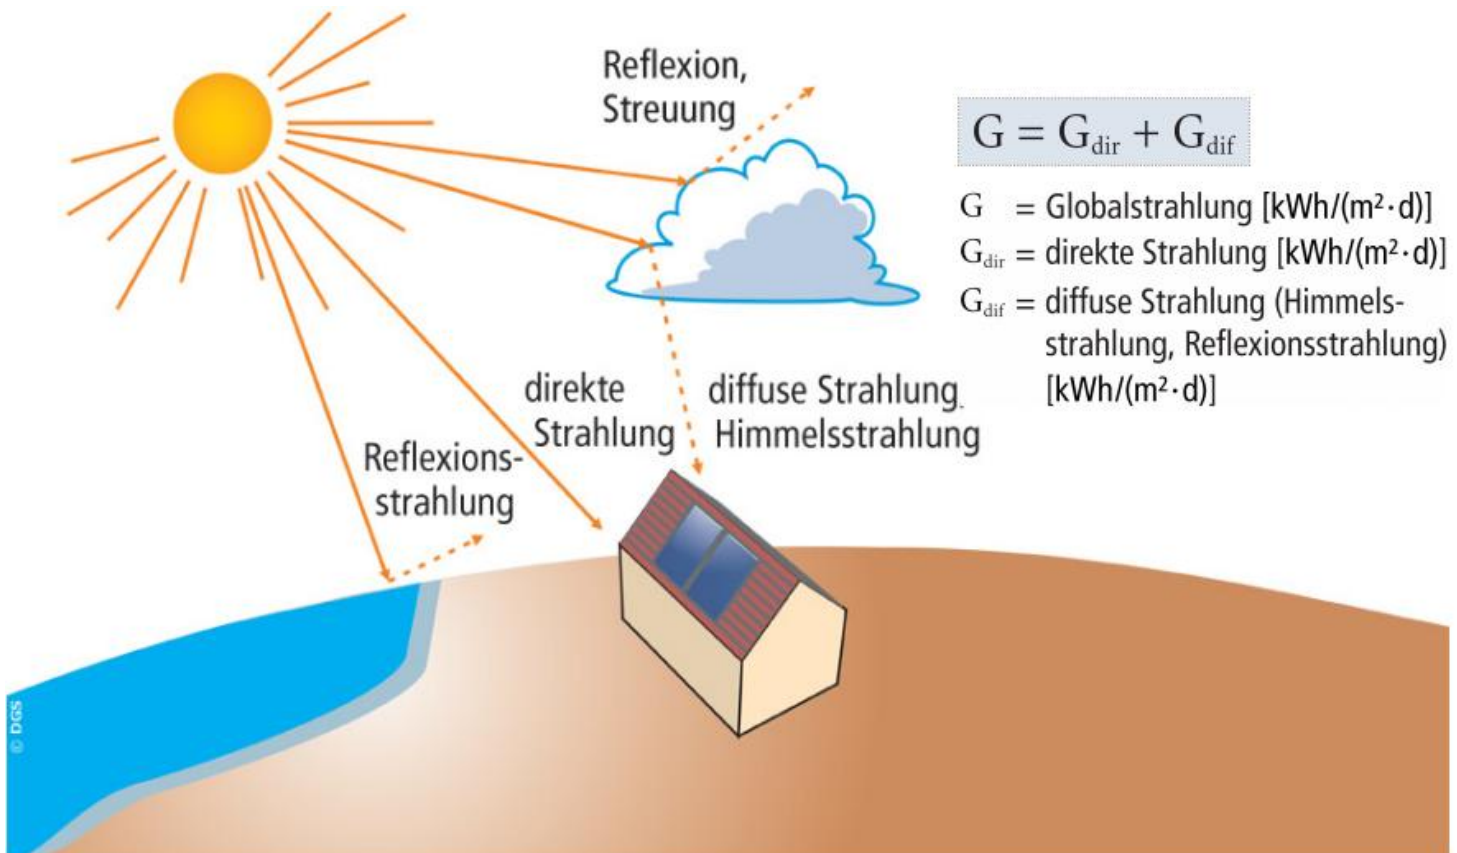 Reflexion,
Streuung
G = G_dir + G_dif
G = Globalstrahlung [kWh/(m²·d)]
G_dir = direkte Strahlung [kWh/(m²·d)]
G_dif = diffuse Strahlung (Himmels-
strahlung, Reflexionsstrahlung)
[kWh/(m²·d)]
direkte
Strahlung
diffuse Strahlung
Himmelsstrahlung
Reflexions-
strahlung
© DGS